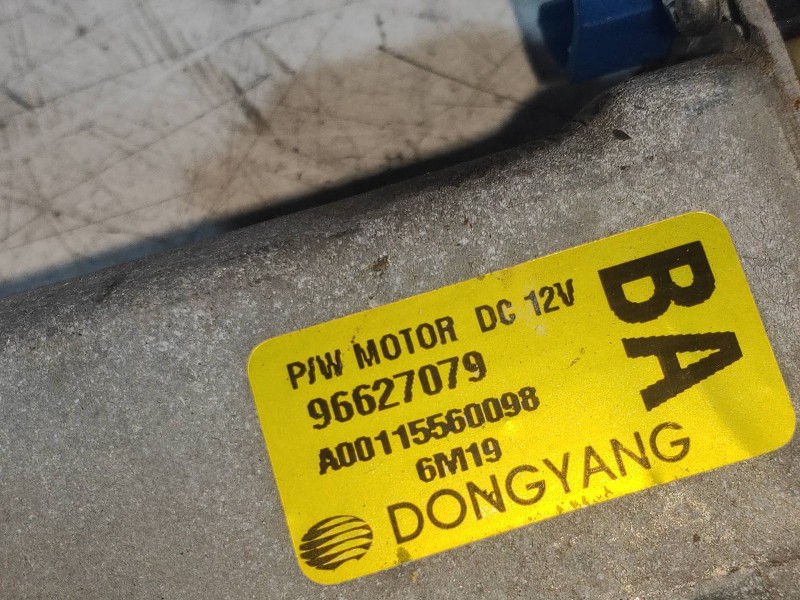 P/W MOTOR DC 12V
96627079
A00115560098
6M19
DONGYANG
BA